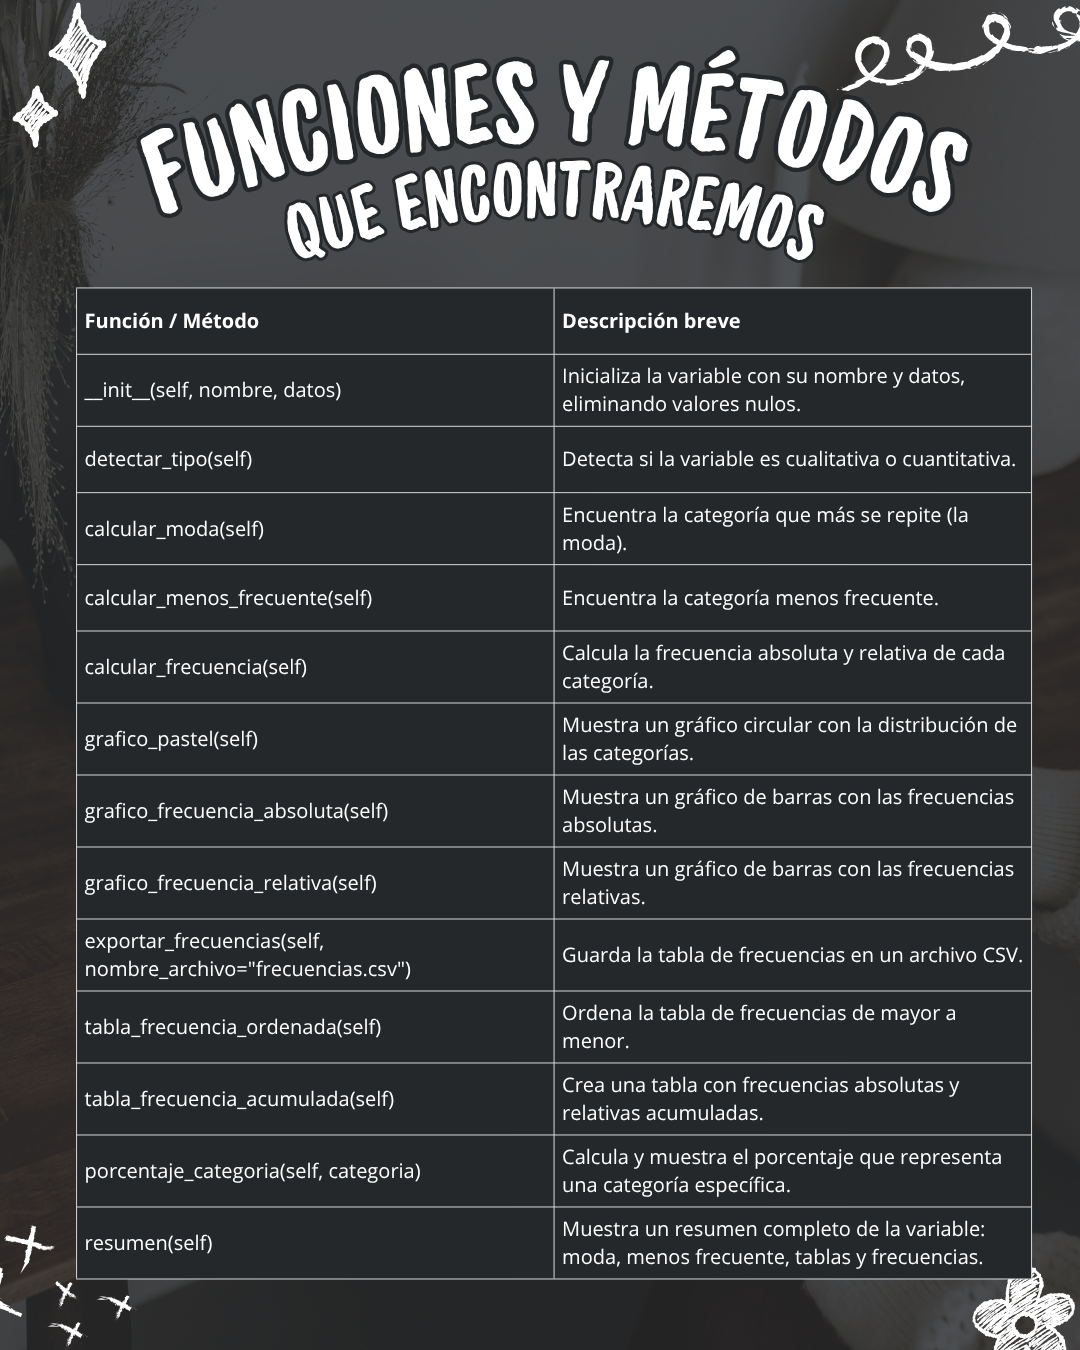 FUNCIONES Y MÉTODOS
QUE ENCONTRAREMOS
Función / Método
Descripción breve
__init__(self, nombre, datos)
Inicializa la variable con su nombre y datos,
eliminando valores nulos.
detectar_tipo(self)
Detecta si la variable es cualitativa o cuantitativa.
calcular_moda(self)
Encuentra la categoría que más se repite (la
moda).
calcular_menos_frecuente(self)
Encuentra la categoría menos frecuente.
calcular_frecuencia(self)
Calcula la frecuencia absoluta y relativa de cada
categoría.
grafico_pastel(self)
Muestra un gráfico circular con la distribución de
las categorías.
grafico_frecuencia_absoluta(self)
Muestra un gráfico de barras con las frecuencias
absolutas.
grafico_frecuencia_relativa(self)
Muestra un gráfico de barras con las frecuencias
relativas.
exportar_frecuencias(self,
nombre_archivo="frecuencias.csv")
Guarda la tabla de frecuencias en un archivo CSV.
tabla_frecuencia_ordenada(self)
Ordena la tabla de frecuencias de mayor a
menor.
tabla_frecuencia_acumulada(self)
Crea una tabla con frecuencias absolutas y
relativas acumuladas.
porcentaje_categoria(self, categoria)
Calcula y muestra el porcentaje que representa
una categoría específica.
resumen(self)
Muestra un resumen completo de la variable:
moda, menos frecuente, tablas y frecuencias.